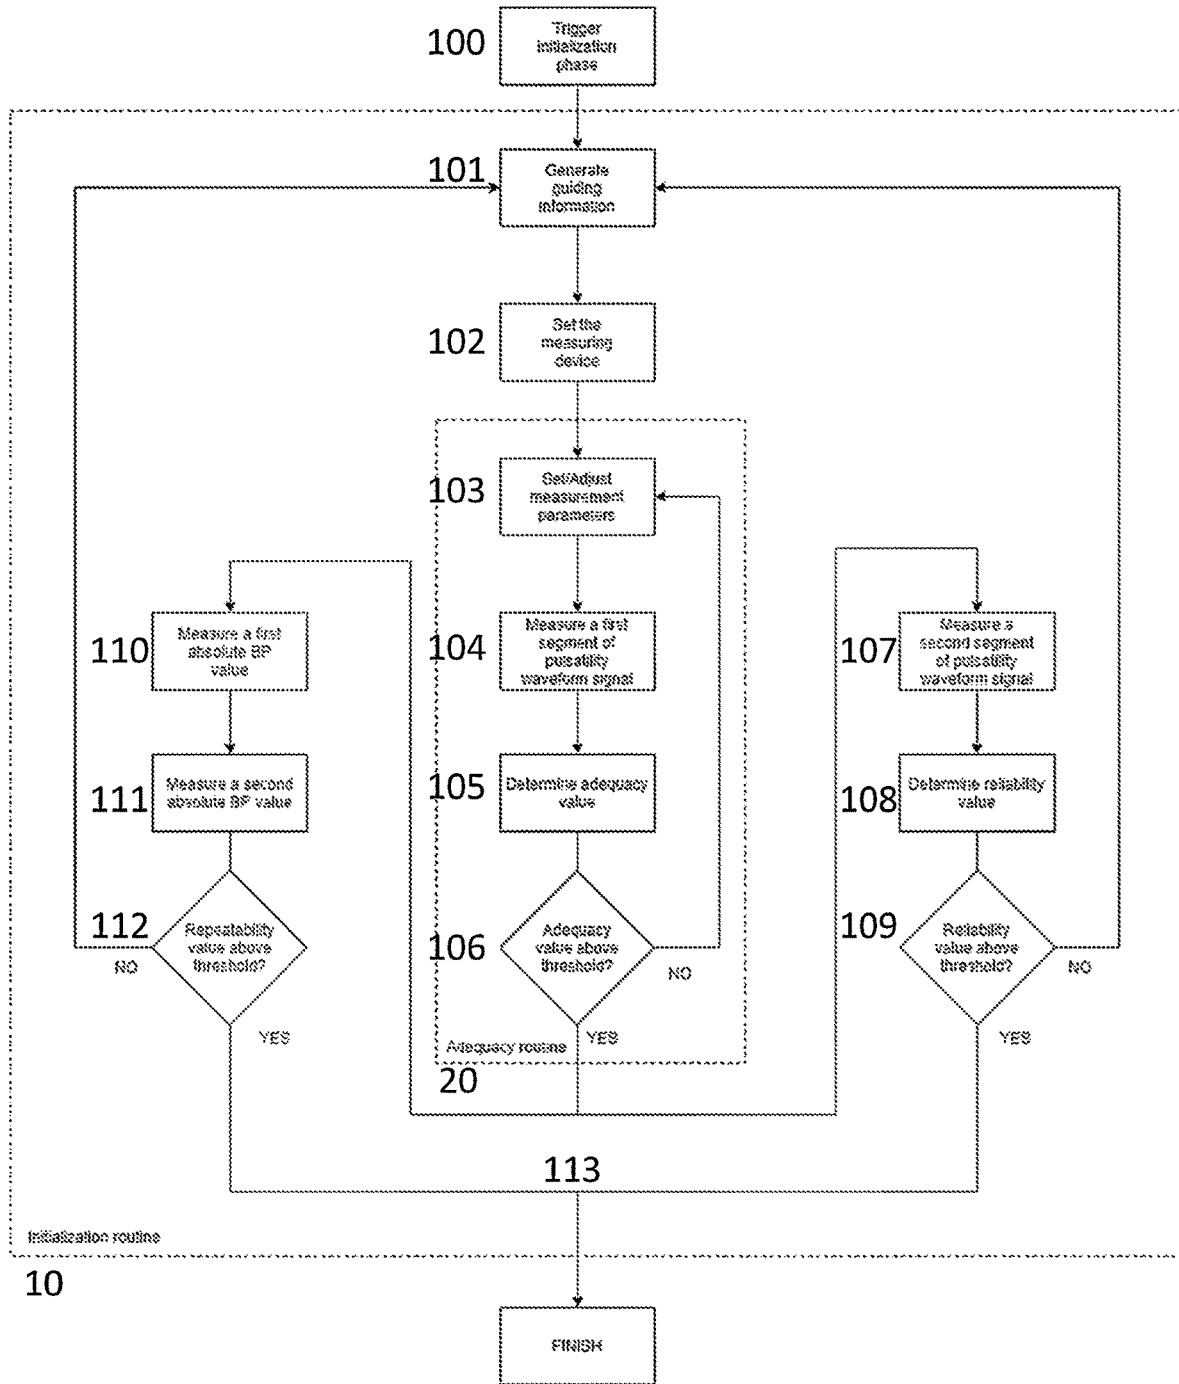 100
Trigger
initialization
phase
101
Generate
guiding
information
102
Set the
measuring
device
103
Set/Adjust
measurement
parameters
110
Measure a first
absolute BP
value
104
Measure a first
segment of
pulsatility
waveform signal
107
Measure a
second segment
of pulsatility
waveform signal
111
Measure a second
absolute BP value
105
Determine adequacy
value
108
Determine reliability
value
112
Repeatability
value above
threshold?
NO
YES
106
Adequacy
value above
threshold?
NO
YES
109
Reliability
value above
threshold?
NO
YES
Adequacy routine
20
113
Initialization routine
10
FINISH